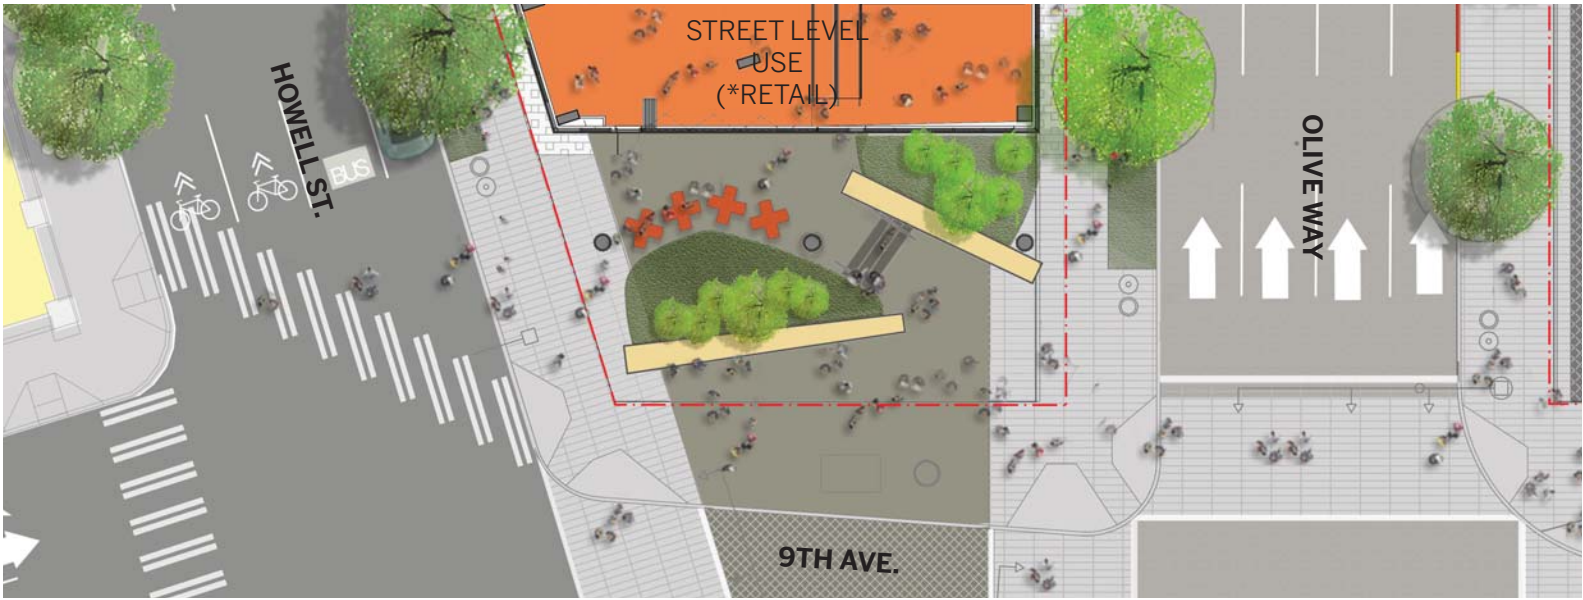 STREET LEVEL
USE
(*RETAIL)
HOWELL ST.
BUS
OLIVE WAY
9TH AVE.